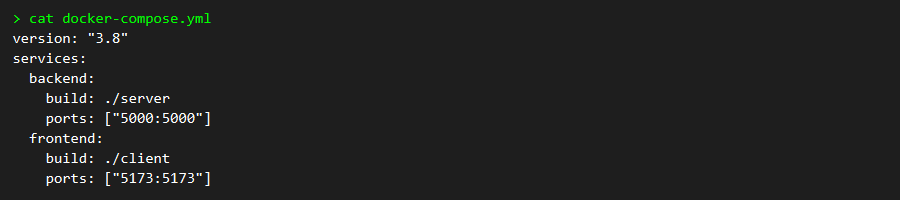 > cat docker-compose.yml
version: "3.8"
services:
  backend:
    build: ./server
    ports: ["5000:5000"]
  frontend:
    build: ./client
    ports: ["5173:5173"]